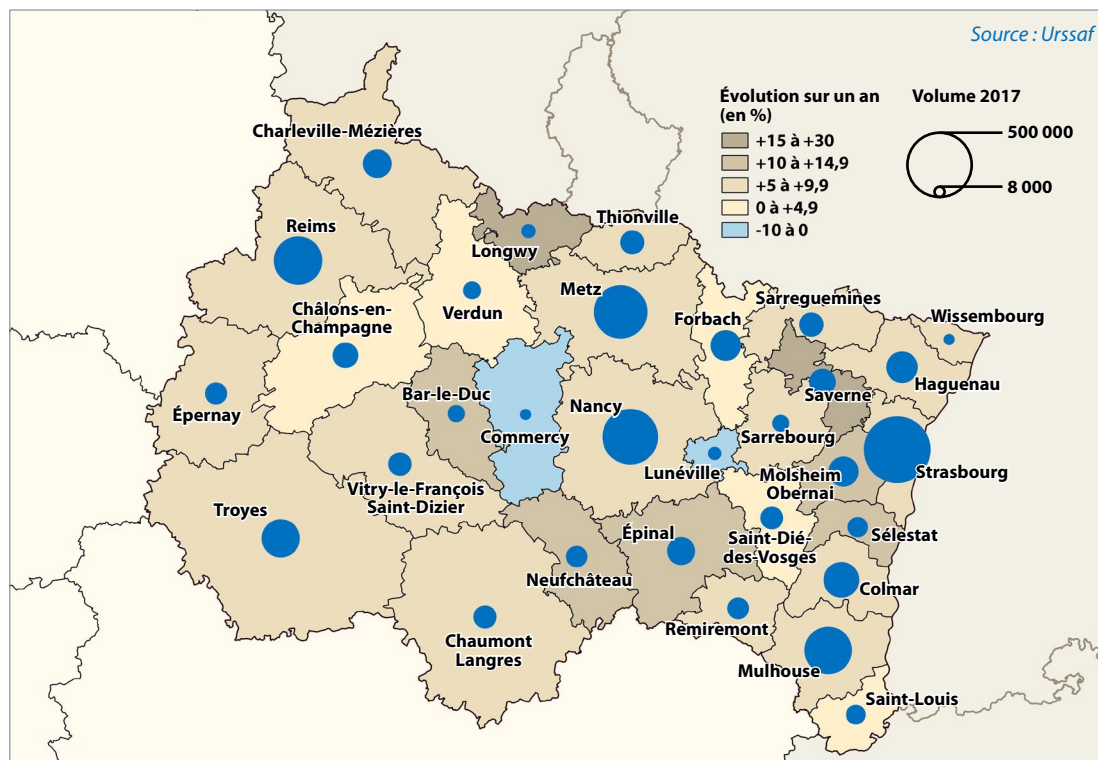 Source : Urssaf
Évolution sur un an
(en %)
+15 à +30
+10 à +14,9
+5 à +9,9
0 à +4,9
-10 à 0
Volume 2017
500 000
8 000
Charleville-Mézières
Reims
Longwy
Thionville
Châlons-en-
Champagne
Verdun
Metz
Forbach
Sarreguemines
Wissembourg
Haguenau
Saverne
Épernay
Bar-le-Duc
Commercy
Nancy
Sarrebourg
Lunéville
Strasbourg
Molsheim
Obernai
Vitry-le-François
Saint-Dizier
Troyes
Épinal
Neufchâteau
Saint-Dié-
des-Vosges
Sélestat
Colmar
Chaumont
Langres
Remiremont
Mulhouse
Saint-Louis